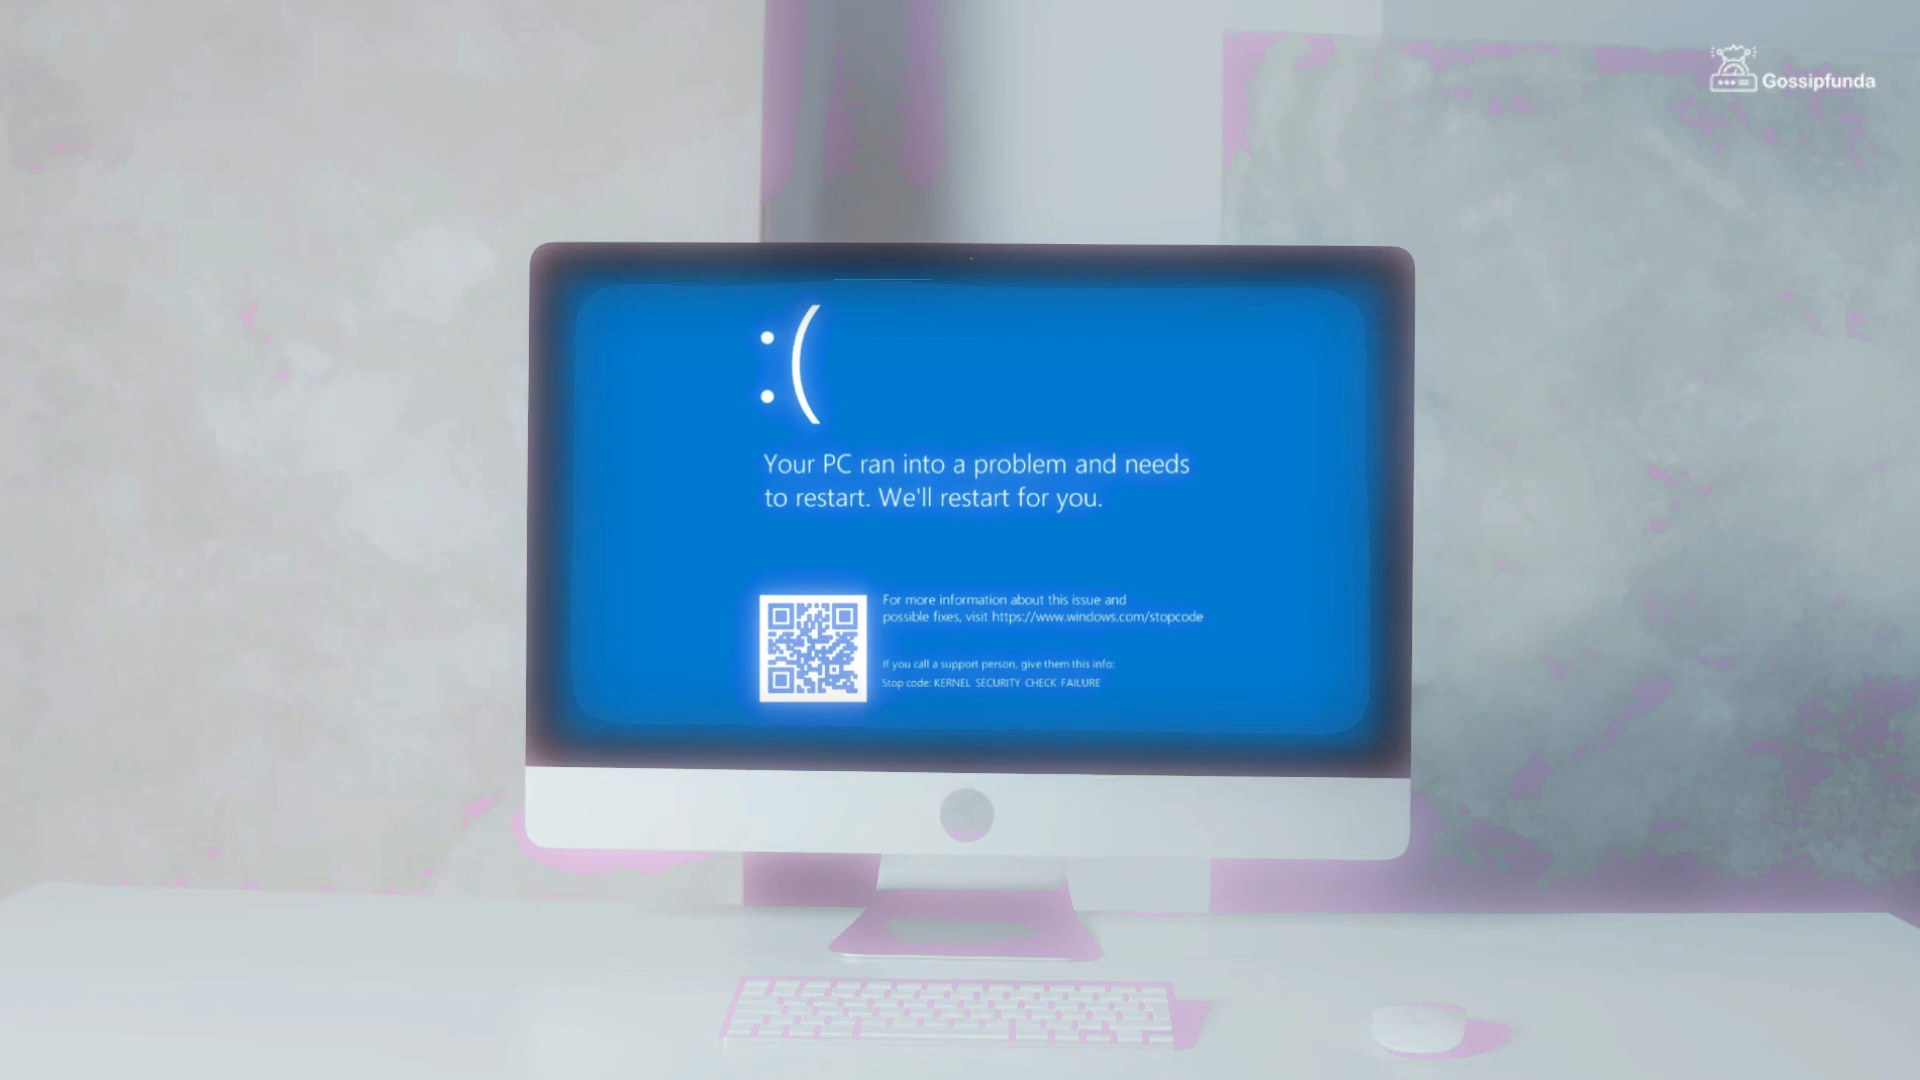 Gossipfunda
:(
Your PC ran into a problem and needs
to restart. We'll restart for you.
For more information about this issue and
possible fixes, visit https://www.windows.com/stopcode
If you call a support person, give them this info:
Stop code: KERNEL SECURITY CHECK FAILURE